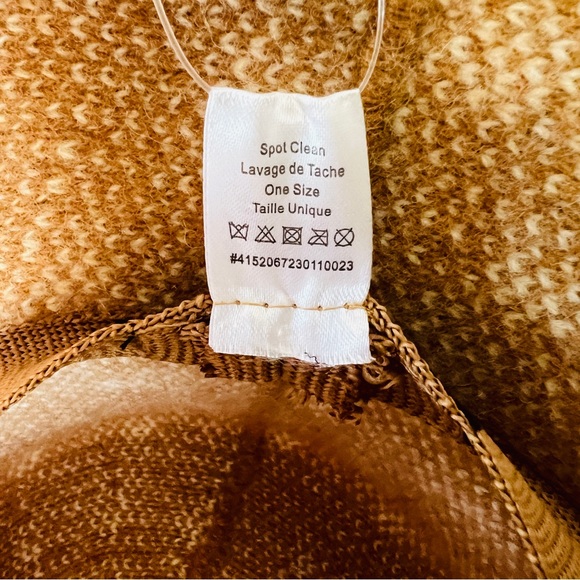 Spot Clean
Lavage de Tache
One Size
Taille Unique
#4152067230110023